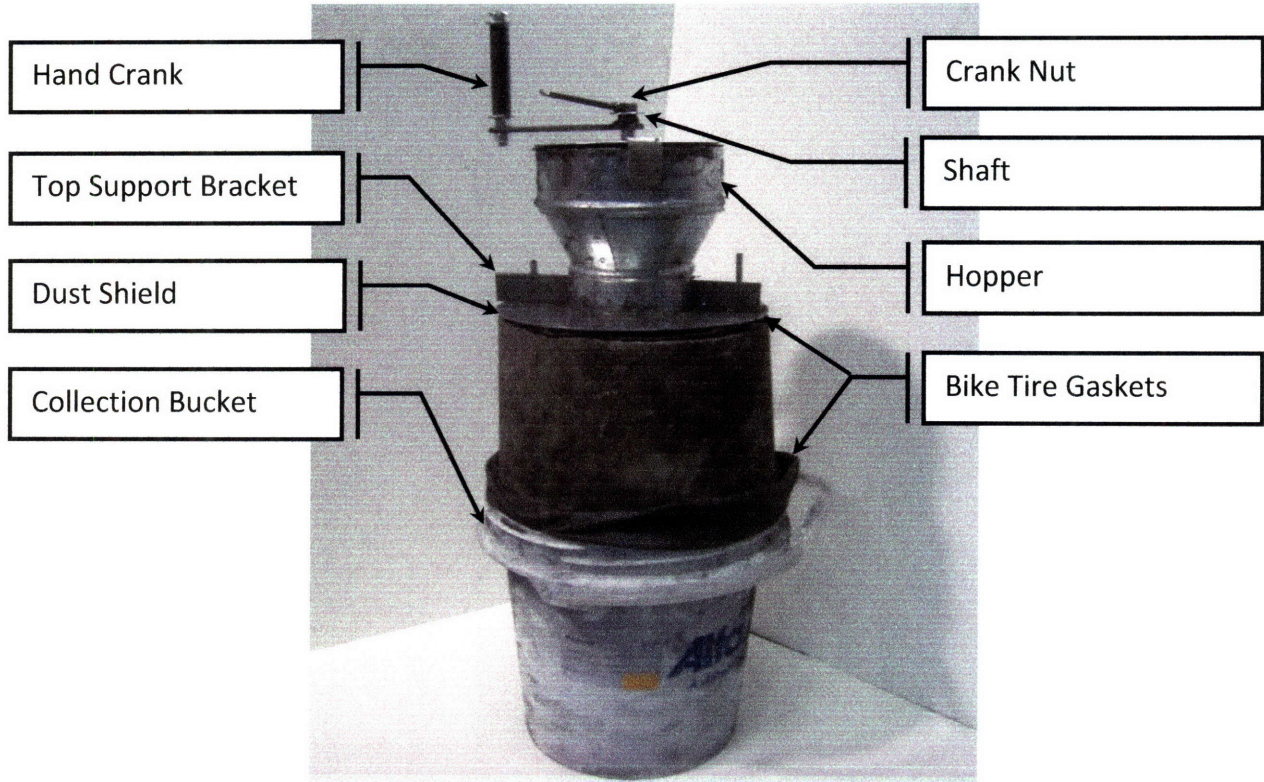 Hand Crank
Top Support Bracket
Dust Shield
Collection Bucket
Crank Nut
Shaft
Hopper
Bike Tire Gaskets